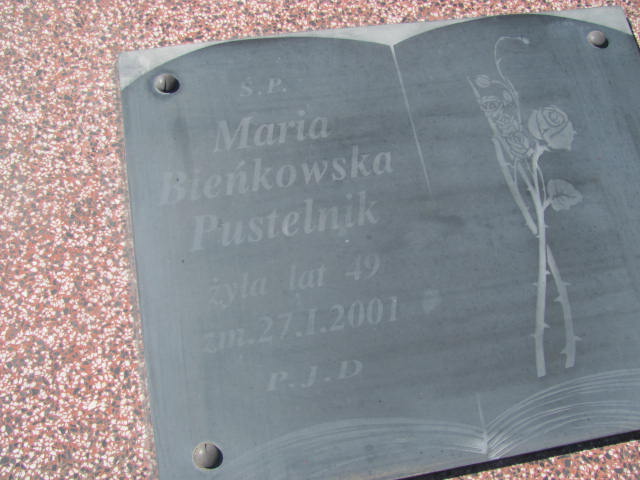 Ś.P.
Maria
Bieńkowska
Pustelnik
żyła lat 49
zm.27.I.2001
P.J.D